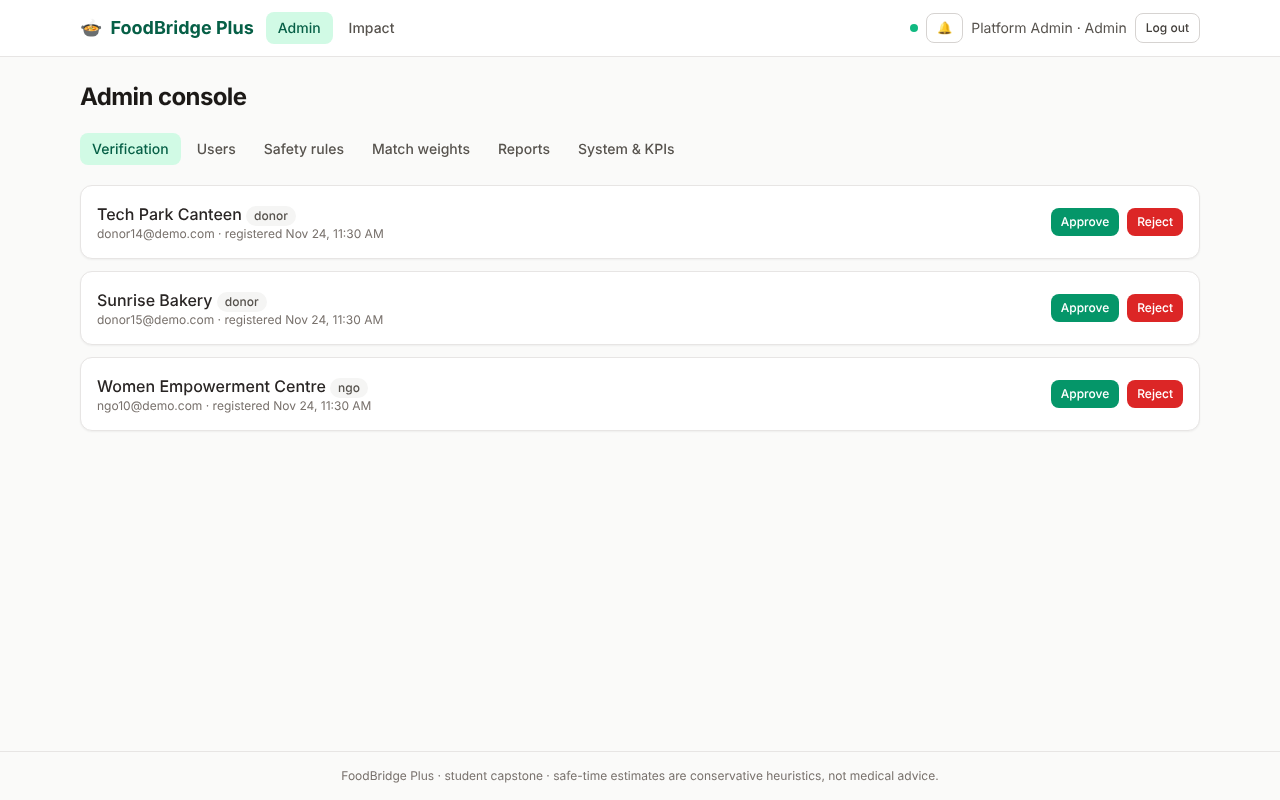 FoodBridge Plus Admin Impact Platform Admin · Admin Log out
Admin console
Verification Users Safety rules Match weights Reports System & KPIs
Tech Park Canteen donor
donor14@demo.com · registered Nov 24, 11:30 AM
Approve Reject
Sunrise Bakery donor
donor15@demo.com · registered Nov 24, 11:30 AM
Approve Reject
Women Empowerment Centre ngo
ngo10@demo.com · registered Nov 24, 11:30 AM
Approve Reject
FoodBridge Plus · student capstone · safe-time estimates are conservative heuristics, not medical advice.